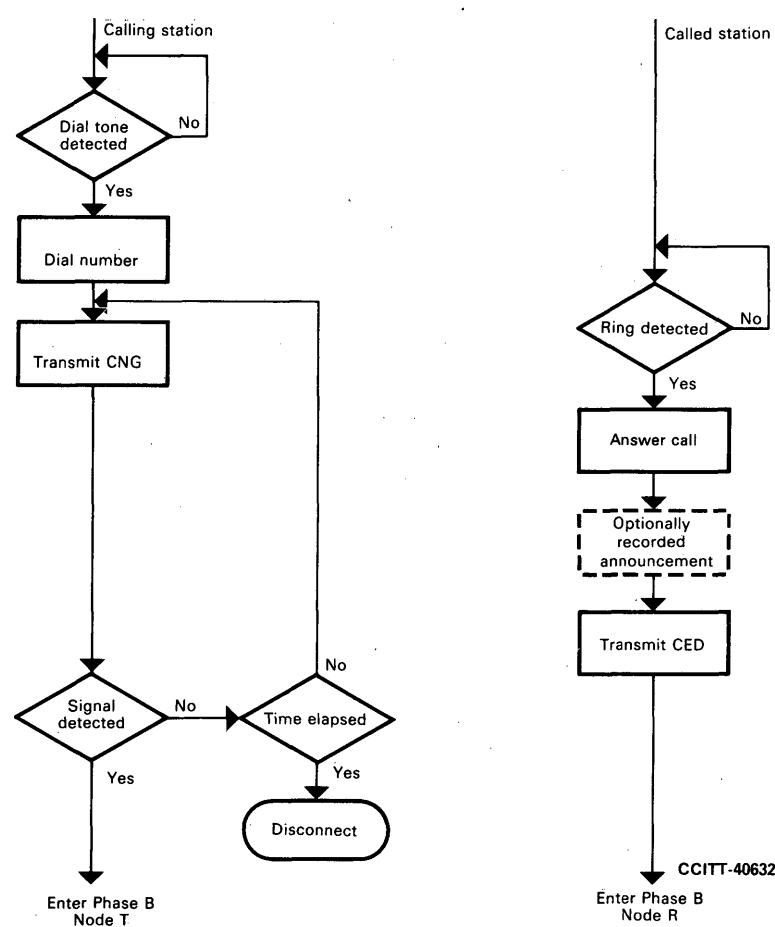 Calling station
Dial tone
detected
No
Yes
Dial number
Transmit CNG
Signal
detected
No
Yes
Time elapsed
No
Yes
Disconnect
Enter Phase B
Node T
Called station
Ring detected
No
Yes
Answer call
Optionally
recorded
announcement
Transmit CED
CCITT-40632
Enter Phase B
Node R